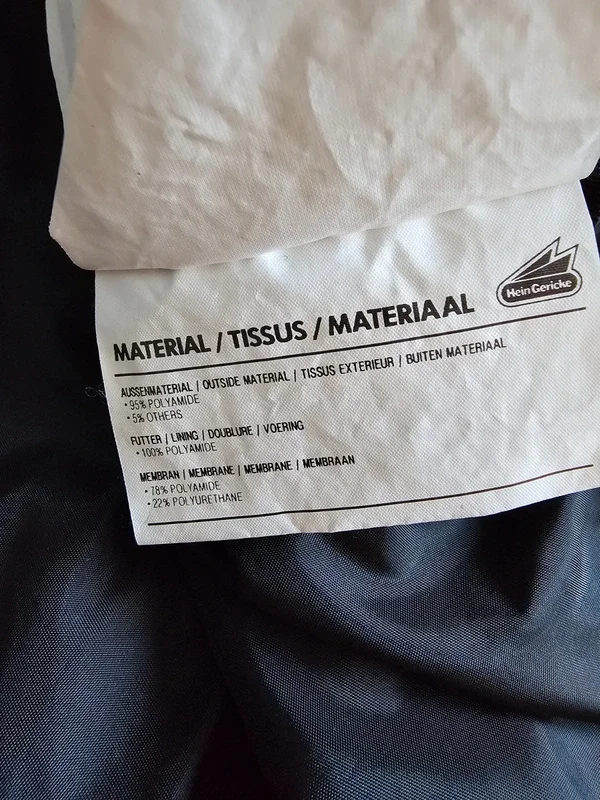 Hein Gericke
MATERIAL / TISSUS / MATERIAAL
AUSSENMATERIAL / OUTSIDE MATERIAL / TISSUS EXTERIEUR / BUITEN MATERIAAL
• 95% POLYAMIDE
• 5% OTHERS
FUTTER / LINING / DOUBLURE / VOERING
• 100% POLYAMIDE
MEMBRAN / MEMBRANE / MEMBRANE / MEMBRAAN
• 78% POLYAMIDE
• 22% POLYURETHANE